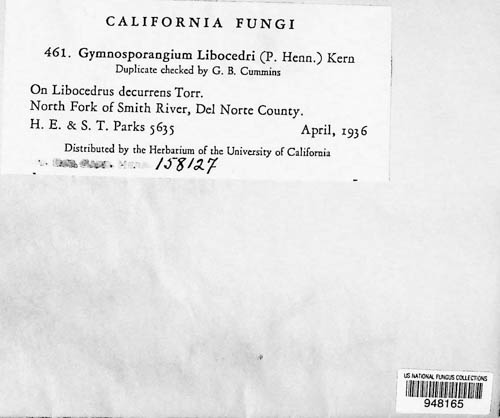 CALIFORNIA FUNGI
461. Gymnosporangium Libocedri (P. Henn.) Kern
Duplicate checked by G. B. Cummins
On Libocedrus decurrens Torr.
North Fork of Smith River, Del Norte County.
H. E. & S. T. Parks 5635 April, 1936
Distributed by the Herbarium of the University of California
158127
US NATIONAL FUNGUS COLLECTIONS
948165